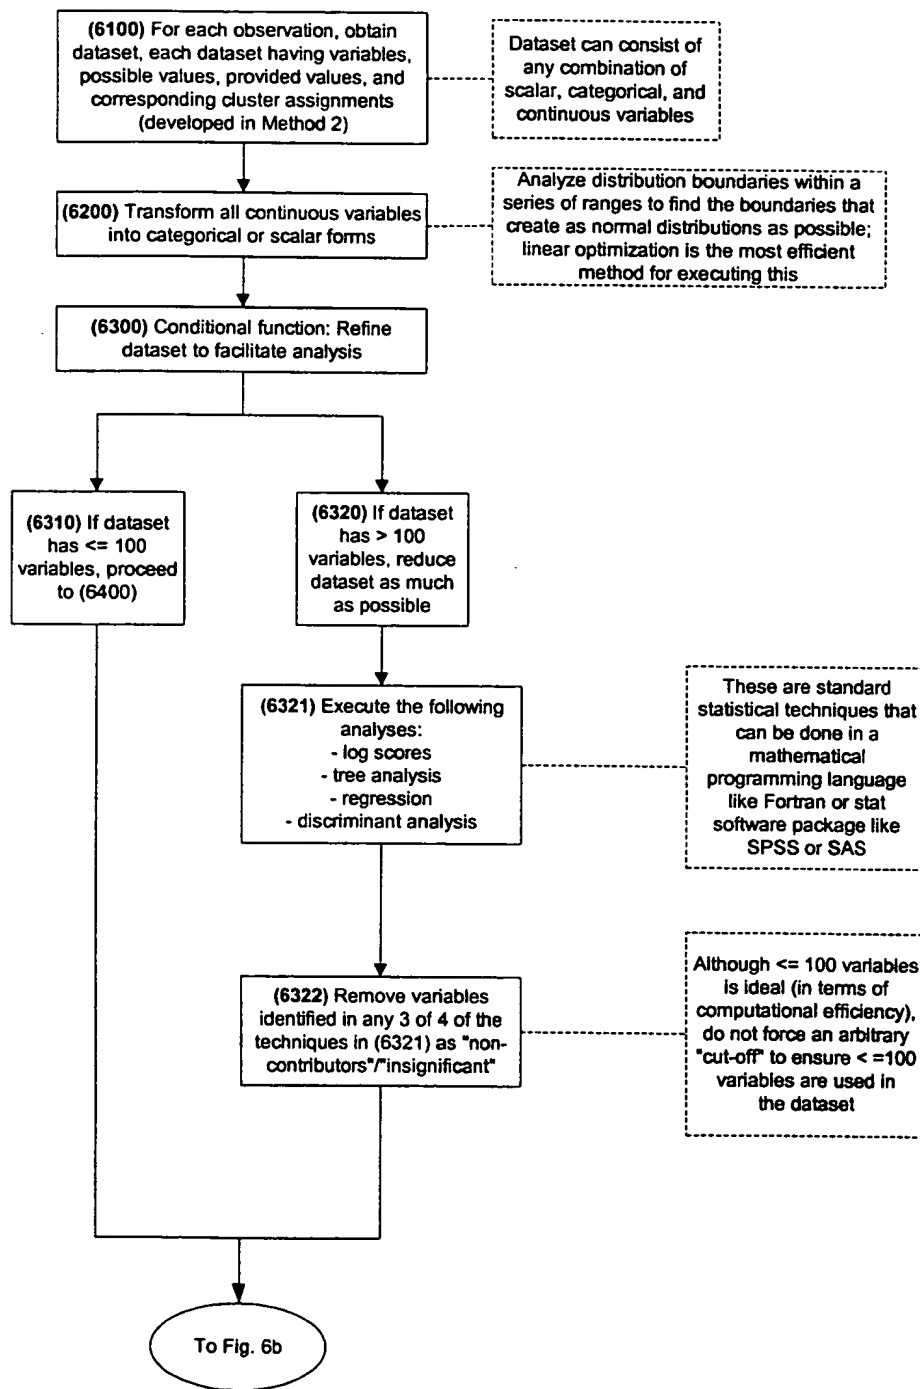 (6100) For each observation, obtain
dataset, each dataset having variables,
possible values, provided values, and
corresponding cluster assignments
(developed in Method 2)
Dataset can consist of
any combination of
scalar, categorical, and
continuous variables
(6200) Transform all continuous variables
into categorical or scalar forms
Analyze distribution boundaries within a
series of ranges to find the boundaries that
create as normal distributions as possible;
linear optimization is the most efficient
method for executing this
(6300) Conditional function: Refine
dataset to facilitate analysis
(6310) If dataset
has <= 100
variables, proceed
to (6400)
(6320) If dataset
has > 100
variables, reduce
dataset as much
as possible
(6321) Execute the following
analyses:
- log scores
- tree analysis
- regression
- discriminant analysis
These are standard
statistical techniques that
can be done in a
mathematical
programming language
like Fortran or stat
software package like
SPSS or SAS
(6322) Remove variables
identified in any 3 of 4 of the
techniques in (6321) as "non-
contributors"/"insignificant"
Although <= 100 variables
is ideal (in terms of
computational efficiency),
do not force an arbitrary
"cut-off" to ensure < =100
variables are used in
the dataset
To Fig. 6b